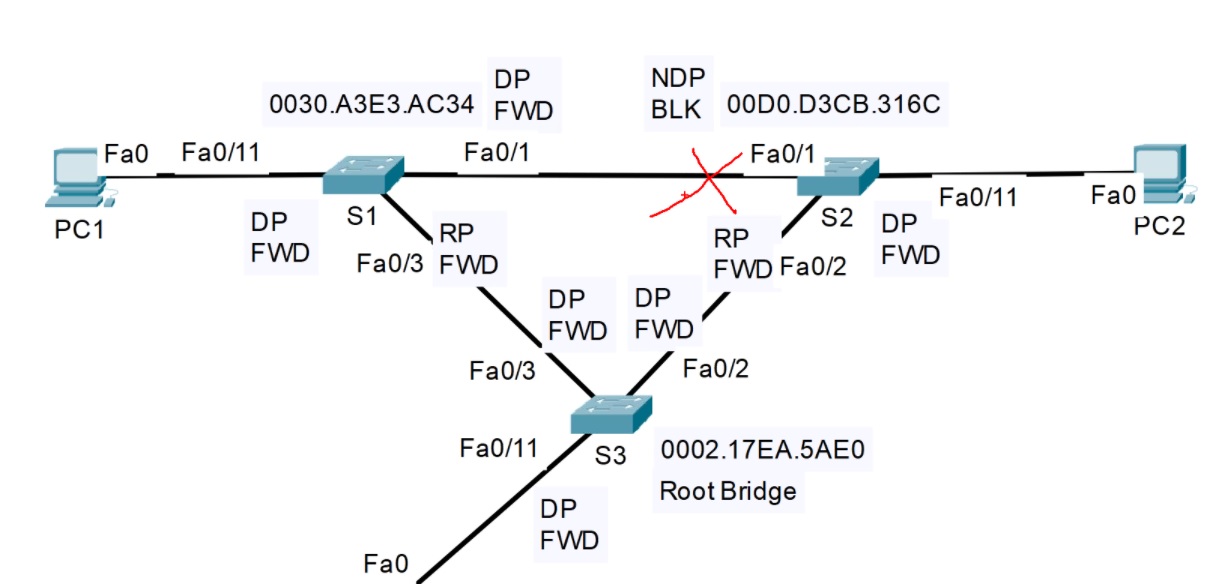 DP
FWD
NDP
BLK
0030.A3E3.AC34
00D0.D3CB.316C
Fa0
Fa0/11
Fa0/1
Fa0/1
Fa0/11
Fa0
PC1
S1
S2
PC2
DP
FWD
Fa0/3
RP
FWD
RP
FWD
Fa0/2
DP
FWD
DP
FWD
DP
FWD
Fa0/3
Fa0/2
Fa0/11
S3
0002.17EA.5AE0
Root Bridge
DP
FWD
Fa0